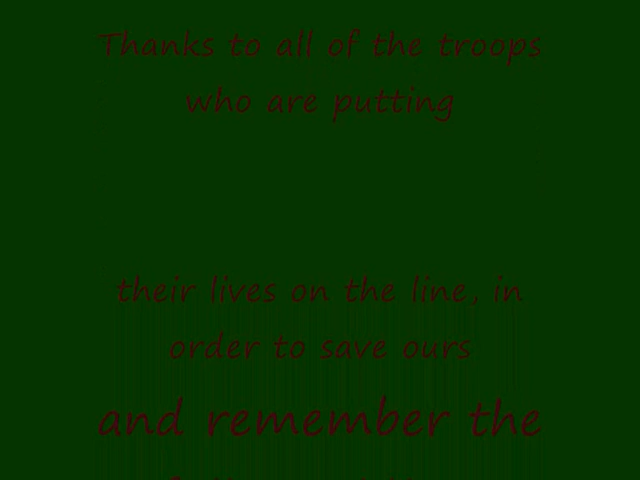 Thanks to all of the troops
who are putting
their lives on the line, in
order to save ours
and remember the